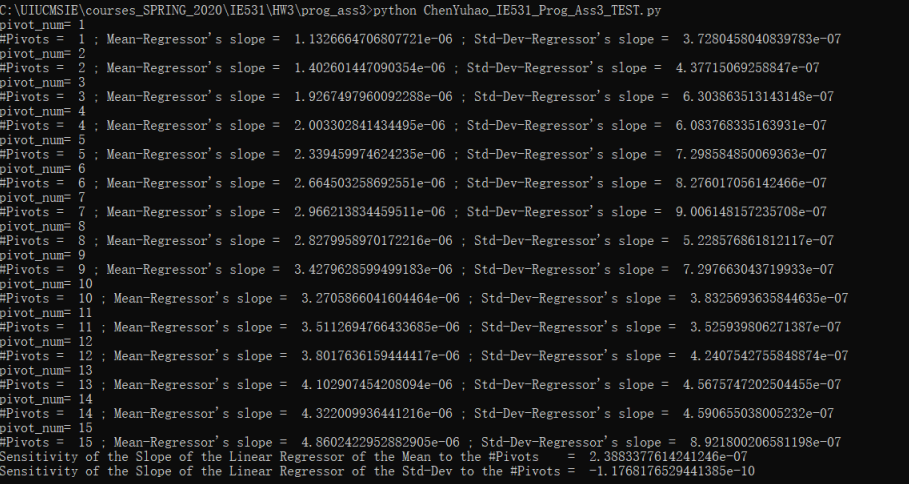 C:\UIUCMSIE\courses_SPRING_2020\IE531\HW3\prog_ass3>python ChenYuhao_IE531_Prog_Ass3_TEST.py
pivot_num= 1
#Pivots =  1 ; Mean-Regressor's slope =  1.1326664706807721e-06 ; Std-Dev-Regressor's slope =  3.7280458040839783e-07
pivot_num= 2
#Pivots =  2 ; Mean-Regressor's slope =  1.402601447090354e-06 ; Std-Dev-Regressor's slope =  4.37715069258847e-07
pivot_num= 3
#Pivots =  3 ; Mean-Regressor's slope =  1.9267497960092288e-06 ; Std-Dev-Regressor's slope =  6.303863513143148e-07
pivot_num= 4
#Pivots =  4 ; Mean-Regressor's slope =  2.003302841434495e-06 ; Std-Dev-Regressor's slope =  6.083768335163931e-07
pivot_num= 5
#Pivots =  5 ; Mean-Regressor's slope =  2.339459974624235e-06 ; Std-Dev-Regressor's slope =  7.298584850069363e-07
pivot_num= 6
#Pivots =  6 ; Mean-Regressor's slope =  2.664503258692551e-06 ; Std-Dev-Regressor's slope =  8.276017056142466e-07
pivot_num= 7
#Pivots =  7 ; Mean-Regressor's slope =  2.966213834459511e-06 ; Std-Dev-Regressor's slope =  9.006148157235708e-07
pivot_num= 8
#Pivots =  8 ; Mean-Regressor's slope =  2.8279958970172216e-06 ; Std-Dev-Regressor's slope =  5.228576861812117e-07
pivot_num= 9
#Pivots =  9 ; Mean-Regressor's slope =  3.4279628599499183e-06 ; Std-Dev-Regressor's slope =  7.297663043719933e-07
pivot_num= 10
#Pivots =  10 ; Mean-Regressor's slope =  3.2705866041604464e-06 ; Std-Dev-Regressor's slope =  3.8325693635844635e-07
pivot_num= 11
#Pivots =  11 ; Mean-Regressor's slope =  3.5112694766433685e-06 ; Std-Dev-Regressor's slope =  3.525939806271387e-07
pivot_num= 12
#Pivots =  12 ; Mean-Regressor's slope =  3.8017636159444417e-06 ; Std-Dev-Regressor's slope =  4.2407542755848874e-07
pivot_num= 13
#Pivots =  13 ; Mean-Regressor's slope =  4.102907454208094e-06 ; Std-Dev-Regressor's slope =  4.5675747202504455e-07
pivot_num= 14
#Pivots =  14 ; Mean-Regressor's slope =  4.322009936441216e-06 ; Std-Dev-Regressor's slope =  4.590655038005232e-07
pivot_num= 15
#Pivots =  15 ; Mean-Regressor's slope =  4.8602422952882905e-06 ; Std-Dev-Regressor's slope =  8.921800206581198e-07
Sensitivity of the Slope of the Linear Regressor of the Mean to the #Pivots    =  2.3883377614241246e-07
Sensitivity of the Slope of the Linear Regressor of the Std-Dev to the #Pivots =  -1.1768176529441385e-10